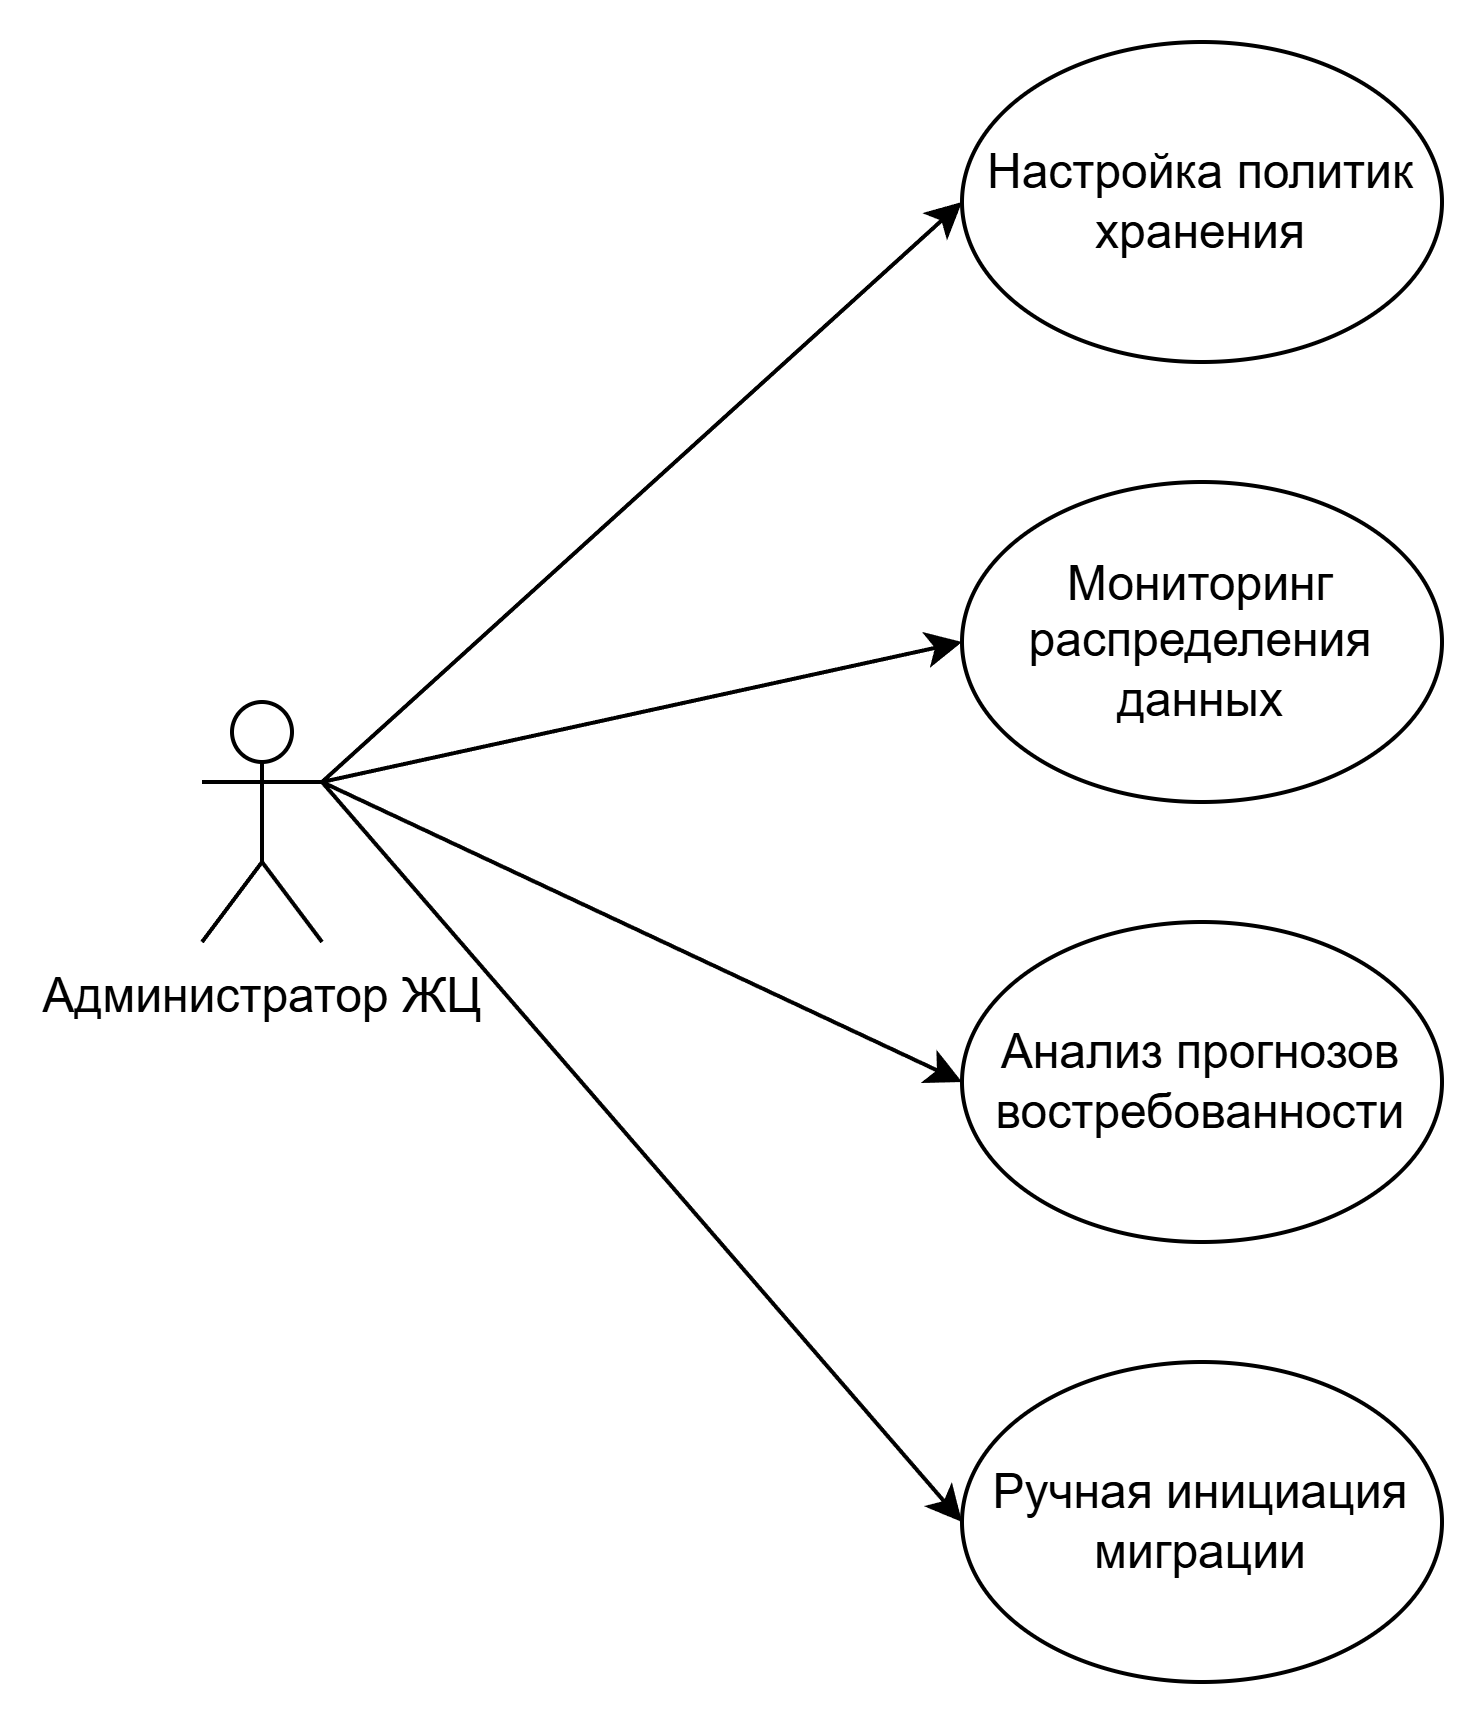 Настройка политик
хранения
Мониторинг
распределения
данных
Администратор ЖЦ
Анализ прогнозов
востребованности
Ручная инициация
миграции